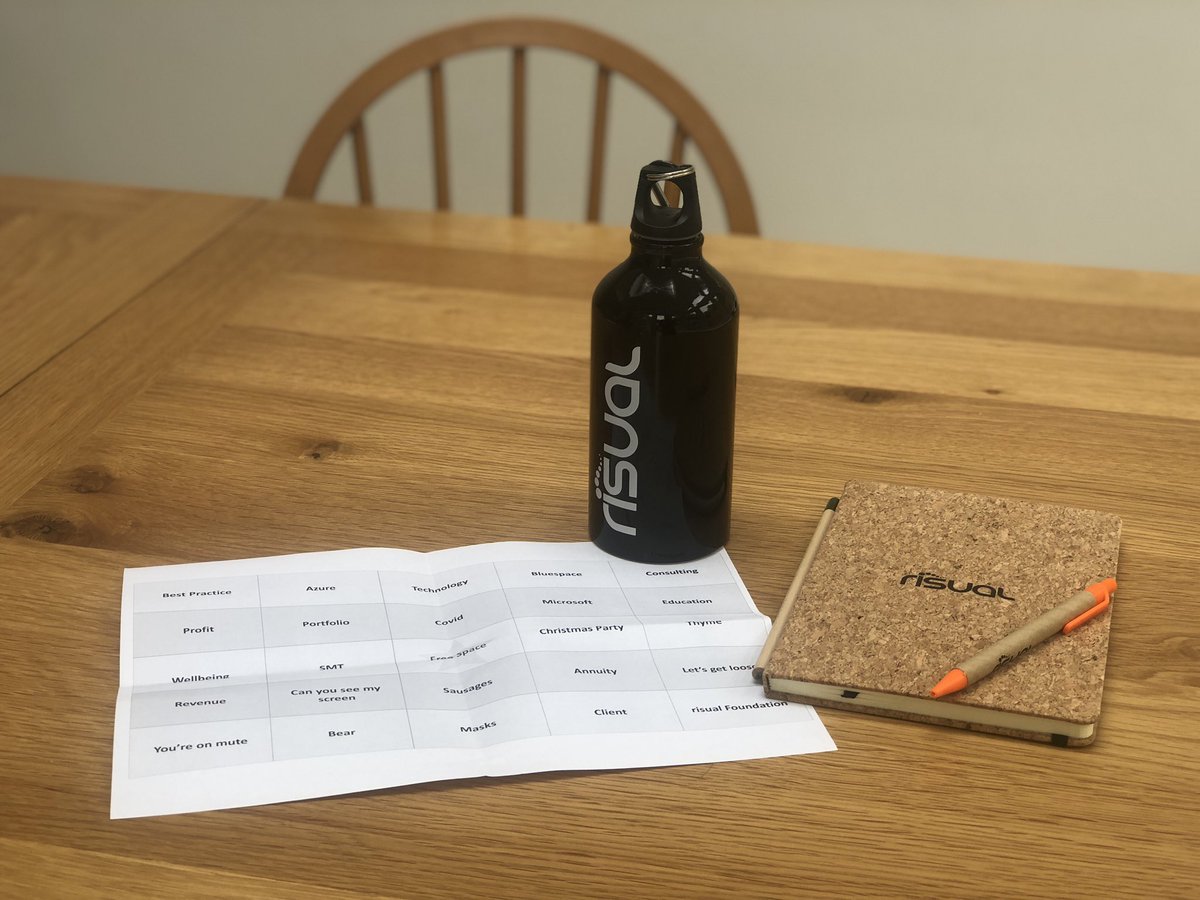 risual
risual
Best Practice
Azure
Technology
Bluespace
Consulting
Profit
Portfolio
Covid
Microsoft
Education
Wellbeing
SMT
Free space
Christmas Party
Thyme
Revenue
Can you see my
screen
Sausages
Annuity
Let's get loose
You're on mute
Bear
Masks
Client
risual Foundation